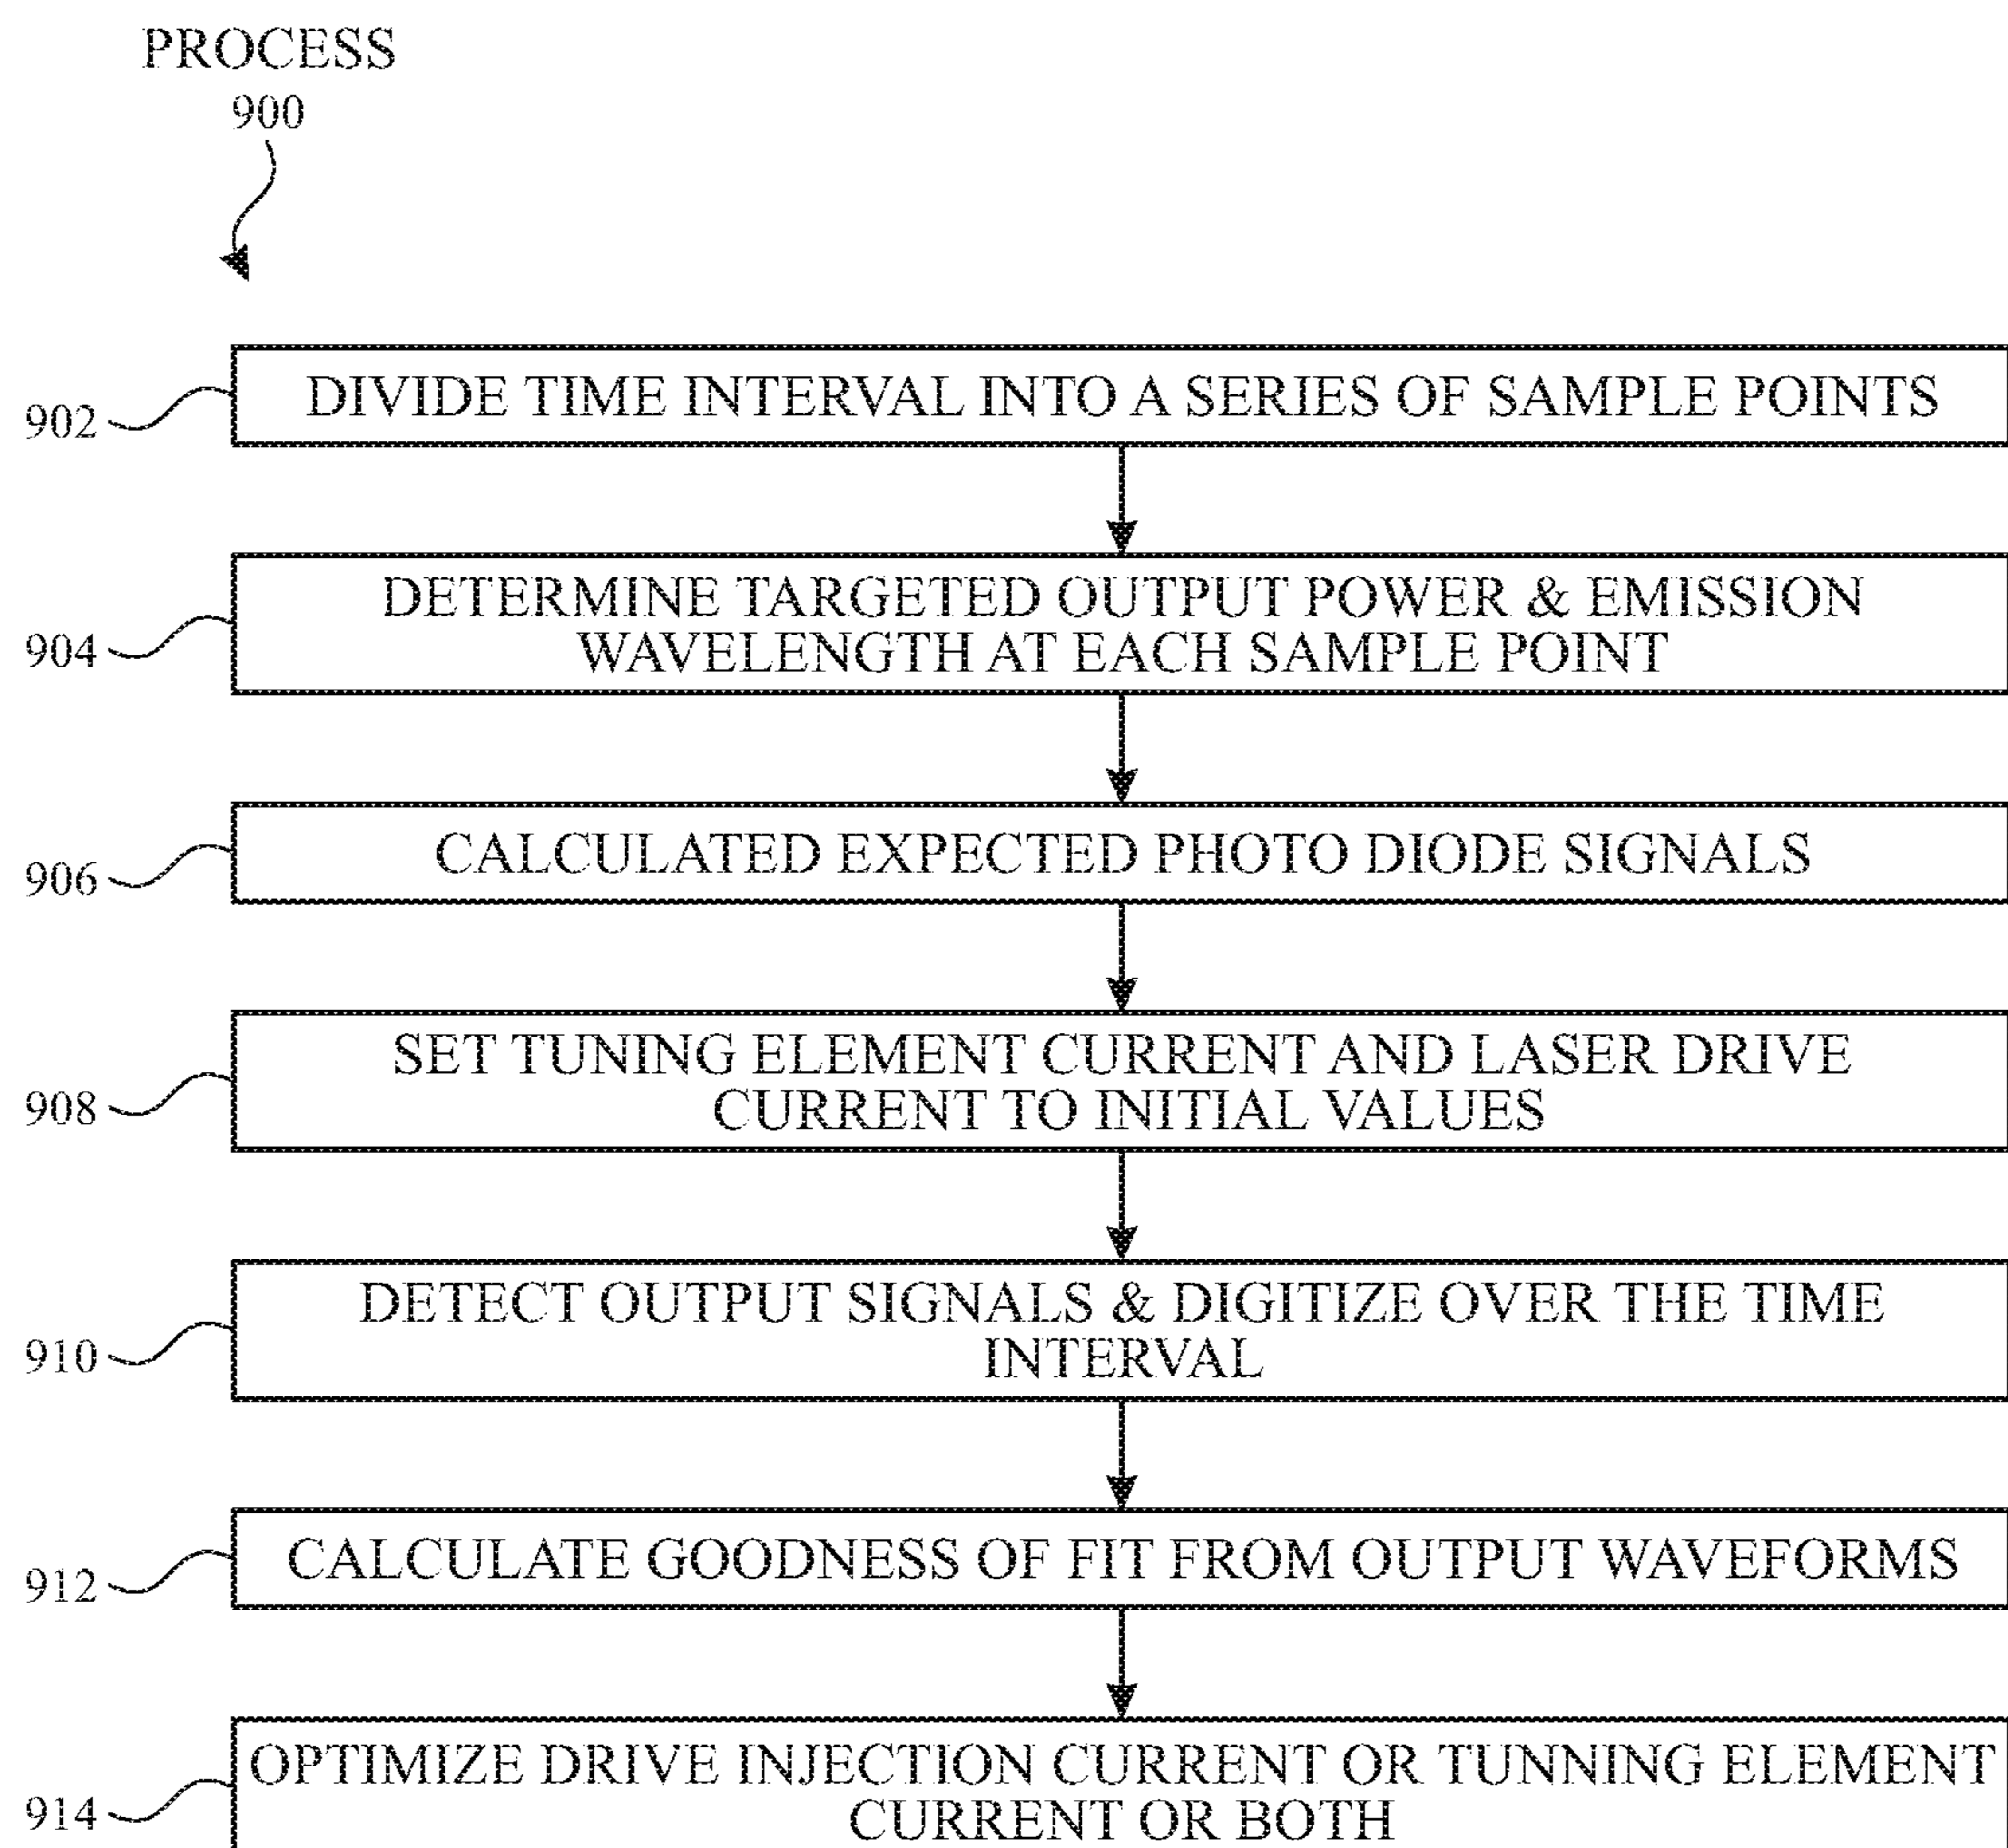 PROCESS
900
902
DIVIDE TIME INTERVAL INTO A SERIES OF SAMPLE POINTS
904
DETERMINE TARGETED OUTPUT POWER & EMISSION
WAVELENGTH AT EACH SAMPLE POINT
906
CALCULATED EXPECTED PHOTO DIODE SIGNALS
908
SET TUNING ELEMENT CURRENT AND LASER DRIVE
CURRENT TO INITIAL VALUES
910
DETECT OUTPUT SIGNALS & DIGITIZE OVER THE TIME
INTERVAL
912
CALCULATE GOODNESS OF FIT FROM OUTPUT WAVEFORMS
914
OPTIMIZE DRIVE INJECTION CURRENT OR TUNNING ELEMENT
CURRENT OR BOTH